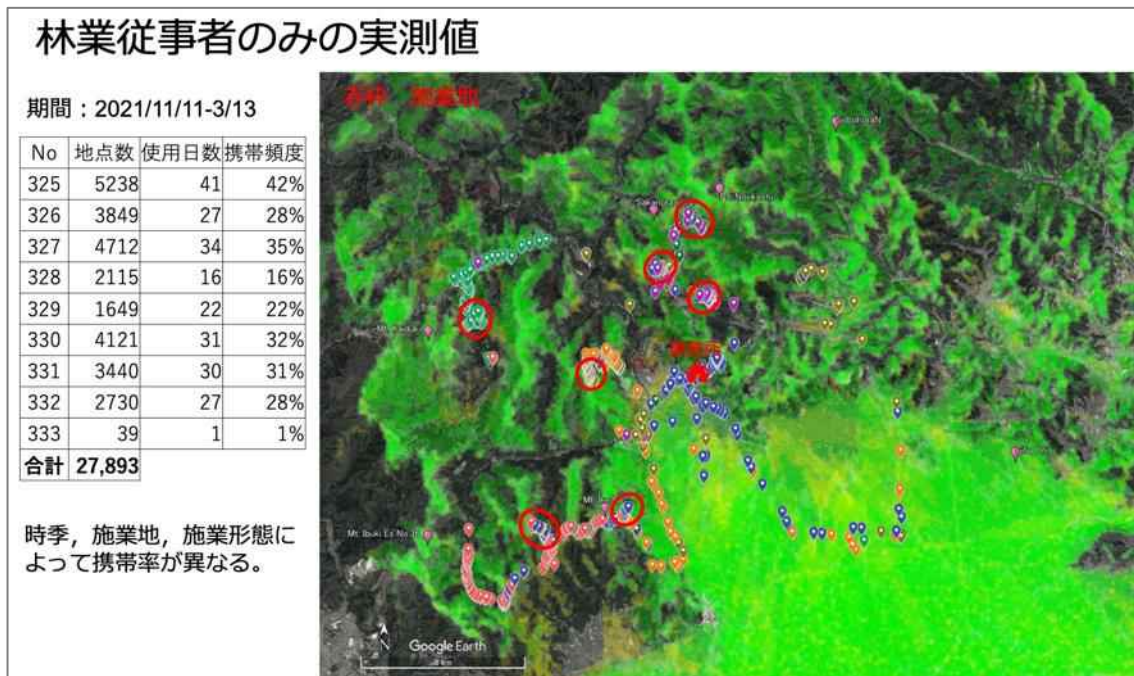 林業従事者のみの実測値
期間：2021/11/11-3/13
No 地点数 使用日数 携帯頻度
325 5238 41 42%
326 3849 27 28%
327 4712 34 35%
328 2115 16 16%
329 1649 22 22%
330 4121 31 32%
331 3440 30 31%
332 2730 27 28%
333 39 1 1%
合計 27,893
時季，施業地，施業形態に
よって携帯率が異なる。
N
Google Earth